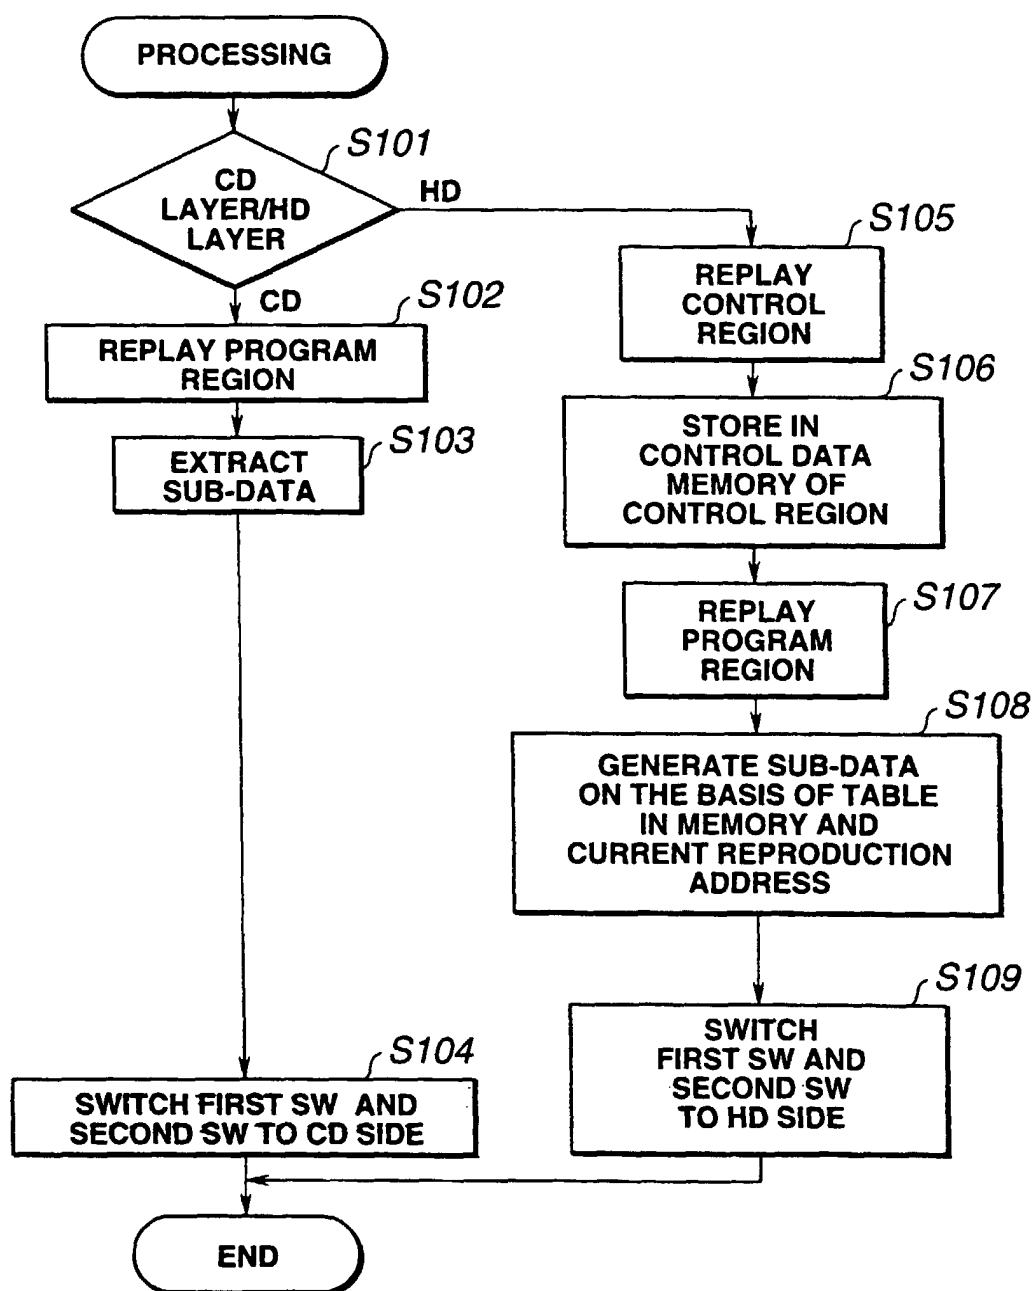 PROCESSING
S101
CD
LAYER/HD
LAYER
HD
CD
S102
REPLAY PROGRAM
REGION
S103
EXTRACT
SUB-DATA
S104
SWITCH FIRST SW AND
SECOND SW TO CD SIDE
S105
REPLAY
CONTROL
REGION
S106
STORE IN
CONTROL DATA
MEMORY OF
CONTROL REGION
S107
REPLAY
PROGRAM
REGION
S108
GENERATE SUB-DATA
ON THE BASIS OF TABLE
IN MEMORY AND
CURRENT REPRODUCTION
ADDRESS
S109
SWITCH
FIRST SW AND
SECOND SW
TO HD SIDE
END